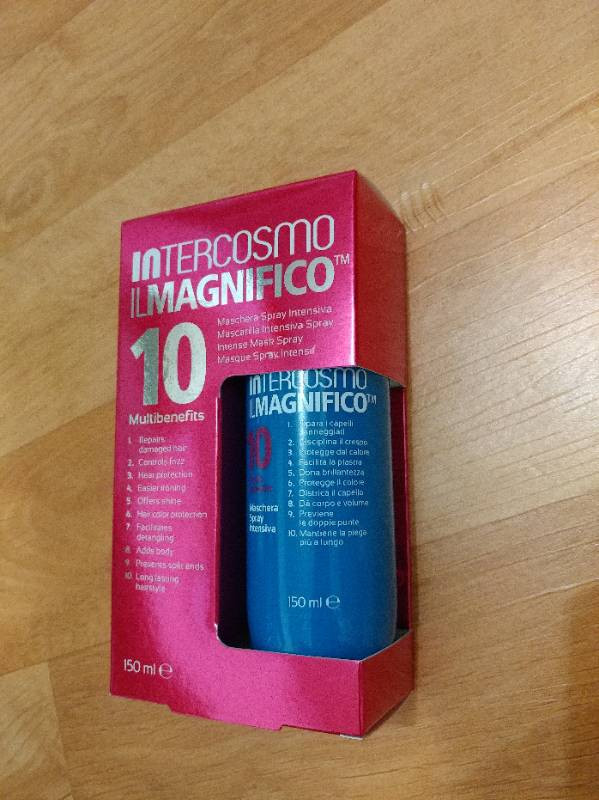 INTERCOSMO
ILMAGNIFICO™
10
Multibenefits
Maschera Spray Intensiva
Mascarilla Intensiva Spray
Intense Mask Spray
Masque Spray Intensif
1. Repairs
damaged hair
2. Controls frizz
3. Heat protection
4. Easier ironing
5. Offers shine
6. Hair color protection
7. Facilitates
detangling
8. Adds body
9. Prevents split ends
10. Long lasting
hairstyle
150 ml ℮
INTERCOSMO
ILMAGNIFICO™
10
Maschera
Spray
Intensiva
1. Ripara i capelli
danneggiati
2. Disciplina il crespo
3. Protegge dal calore
4. Facilita la piastra
5. Dona brillantezza
6. Protegge il colore
7. Districa il capello
8. Dà corpo e volume
9. Previene
le doppie punte
10. Mantiene la piega
più a lungo
150 ml ℮